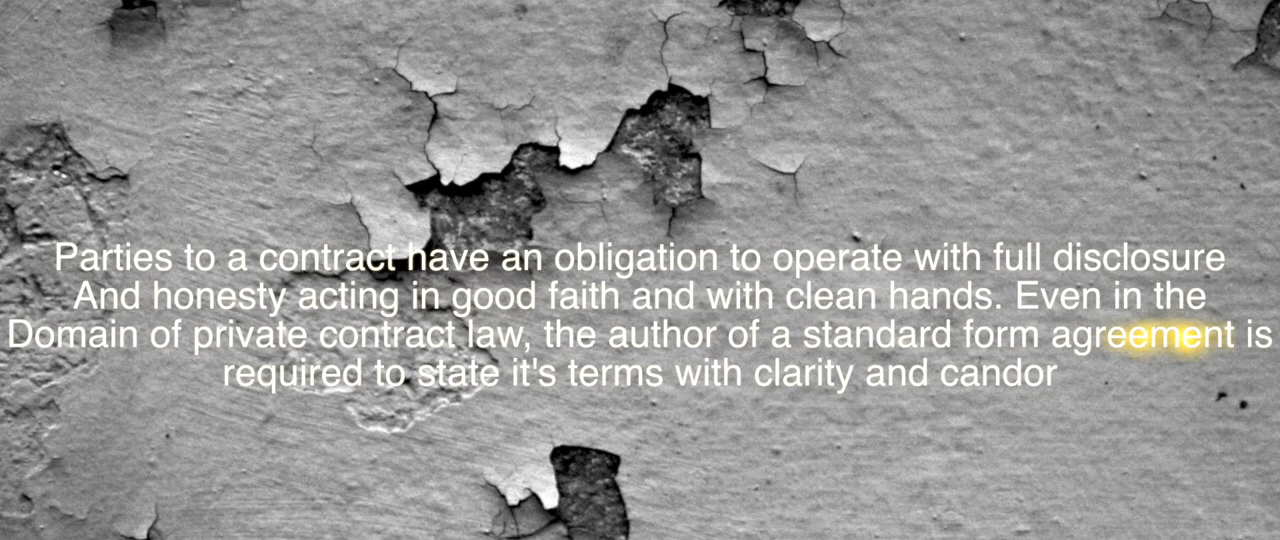 Parties to a contract have an obligation to operate with full disclosure
And honesty acting in good faith and with clean hands. Even in the
Domain of private contract law, the author of a standard form agreement is
required to state it's terms with clarity and candor